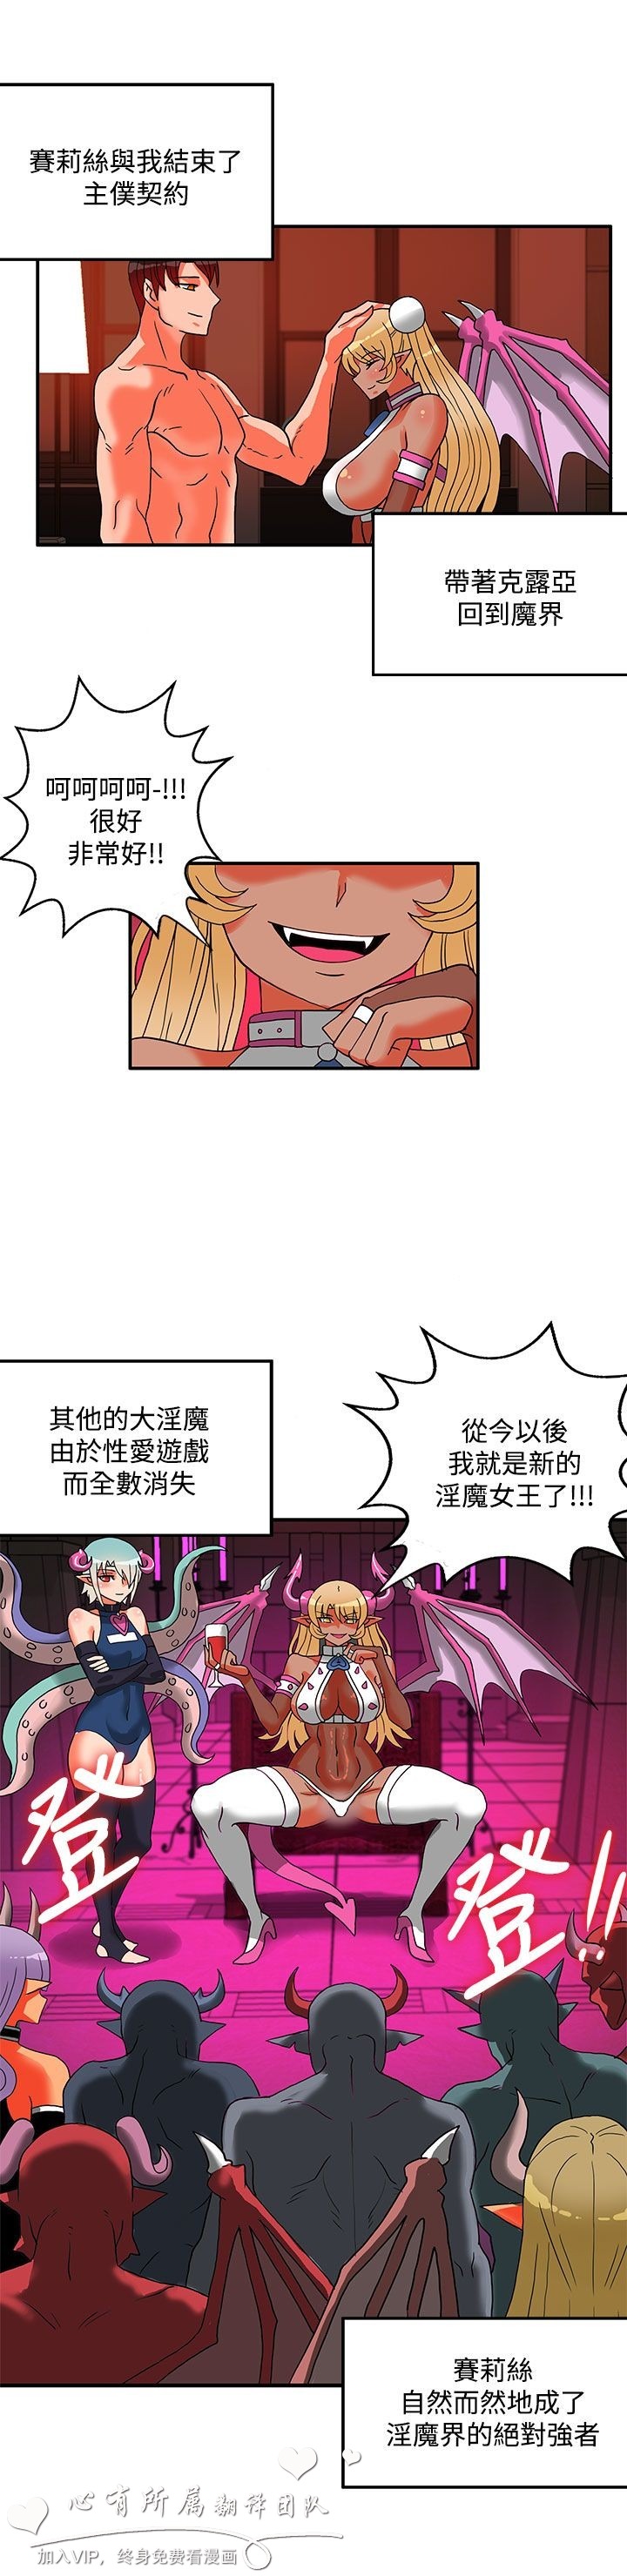 賽莉絲與我結束了
主僕契約
帶著克露亞
回到魔界
呵呵呵呵-!!!
很好
非常好!!
其他的大淫魔
由於性愛遊戲
而全數消失
從今以後
我就是新的
淫魔女王了!!!
登
登!!
賽莉絲
自然而然地成了
淫魔界的絕對強者
心有所属翻译团队
加入VIP，终身免费看漫画